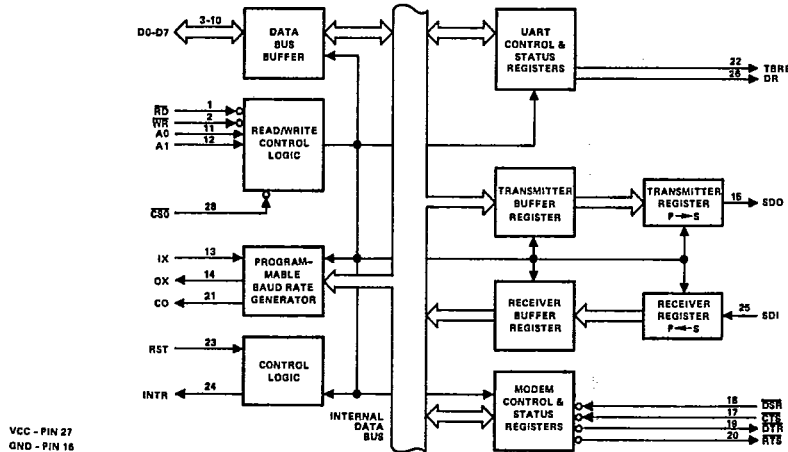 D0-D7
3-10
DATA
BUS
BUFFER
UART
CONTROL &
STATUS
REGISTERS
22
TBRE
26
DR
RD
1
WR
2
A0
11
A1
12
READ/WRITE
CONTROL
LOGIC
CS0
28
TRANSMITTER
BUFFER
REGISTER
TRANSMITTER
REGISTER
P → S
16
SDO
IX
13
OX
14
CO
21
PROGRAM-
MABLE
BAUD RATE
GENERATOR
RECEIVER
BUFFER
REGISTER
RECEIVER
REGISTER
P ← S
25
SDI
RST
23
INTR
24
CONTROL
LOGIC
INTERNAL
DATA
BUS
MODEM
CONTROL &
STATUS
REGISTERS
18
DSR
17
CTS
19
DTR
20
RTS
VCC - PIN 27
GND - PIN 16